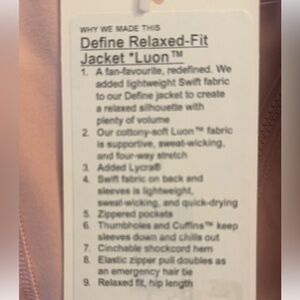 WHY WE MADE THIS
Define Relaxed-Fit
Jacket *Luon™
1. A fan-favourite, redefined. We
added lightweight Swift fabric
to our Define jacket to create
a relaxed silhouette with
plenty of volume
2. Our cottony-soft Luon™ fabric
is supportive, sweat-wicking,
and four-way stretch
3. Added Lycra®
4. Swift fabric on back and
sleeves is lightweight,
sweat-wicking, and quick-drying
5. Zippered pockets
6. Thumbholes and Cuffins™ keep
sleeves down and chills out
7. Cinchable shockcord hem
8. Elastic zipper pull doubles as
an emergency hair tie
9. Relaxed fit, hip length